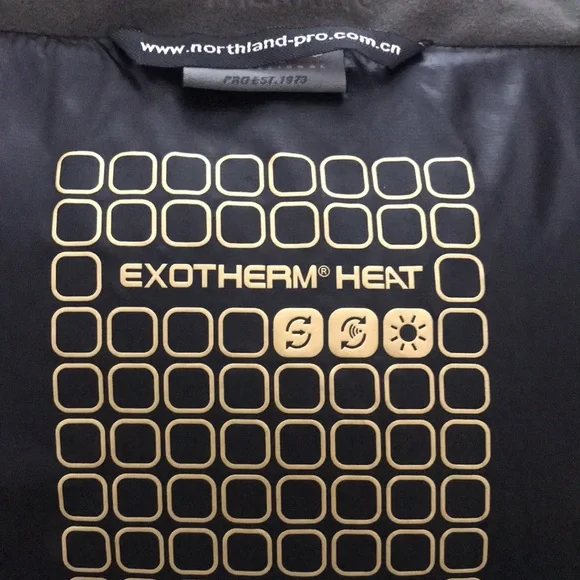 www.northland-pro.com.cn
PRO EST.1973
EXOTHERM® HEAT